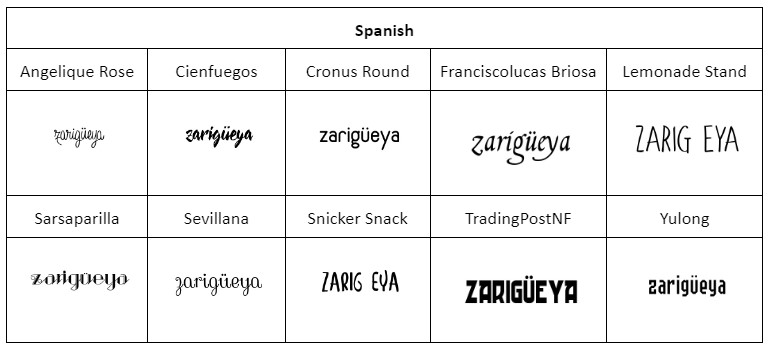 Spanish
Angelique Rose Cienfuegos Cronus Round Franciscolucas Briosa Lemonade Stand
zarigüeya zarigüeya zarigüeya zarigüeya ZARIG EYA
Sarsaparilla Sevillana Snicker Snack TradingPostNF Yulong
zarigüeya zarigüeya ZARIG EYA ZARIGÜEYA zarigüeya